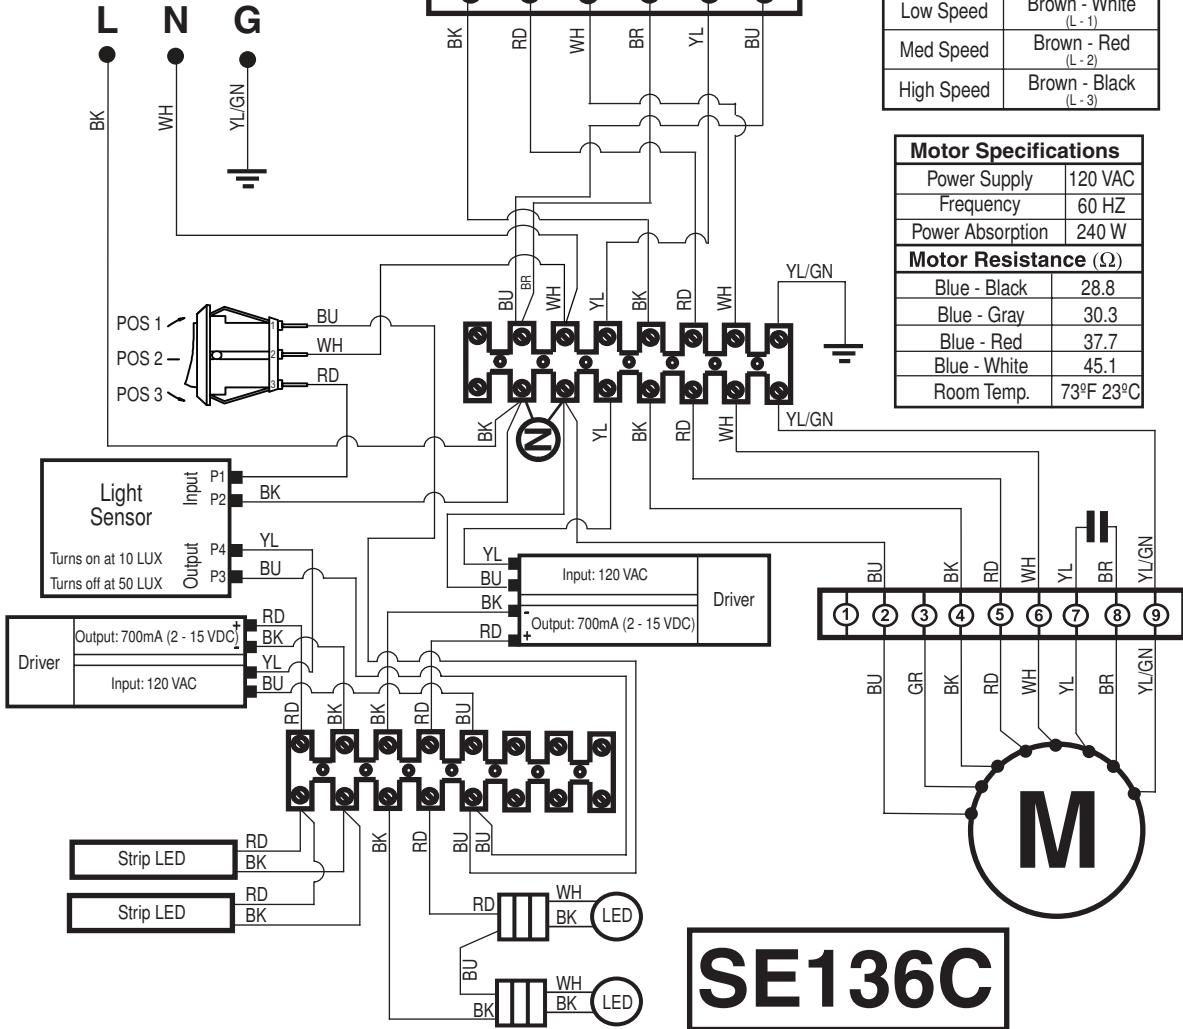 L N G
BK WH YL/GN
BK RD WH BR YL BU
Low Speed Brown - White
(L - 1)
Med Speed Brown - Red
(L - 2)
High Speed Brown - Black
(L - 3)
Motor Specifications
Power Supply 120 VAC
Frequency 60 HZ
Power Absorption 240 W
Motor Resistance (Ω)
Blue - Black 28.8
Blue - Gray 30.3
Blue - Red 37.7
Blue - White 45.1
Room Temp. 73ºF 23ºC
BU BR WH YL BK RD WH YL/GN
POS 1
POS 2
POS 3
1 BU
2 WH
3 RD
BK N YL BK RD WH YL/GN
Light
Sensor
Turns on at 10 LUX
Turns off at 50 LUX
Input
Output
P1
P2 BK
P4 YL
P3 BU
YL
BU
BK
RD
Input: 120 VAC
-
Output: 700mA (2 - 15 VDC)
+
Driver
Driver
Output: 700mA (2 - 15 VDC)
Input: 120 VAC
+ RD
- BK
YL
BU
RD BK BK RD BU
BU BK RD WH YL BR YL/GN
1 2 3 4 5 6 7 8 9
BU GR BK RD WH YL BR YL/GN
M
BK RD BU BU
Strip LED RD
BK
Strip LED RD
BK
RD WH
BK LED
BU
BK WH
BK LED
SE136C